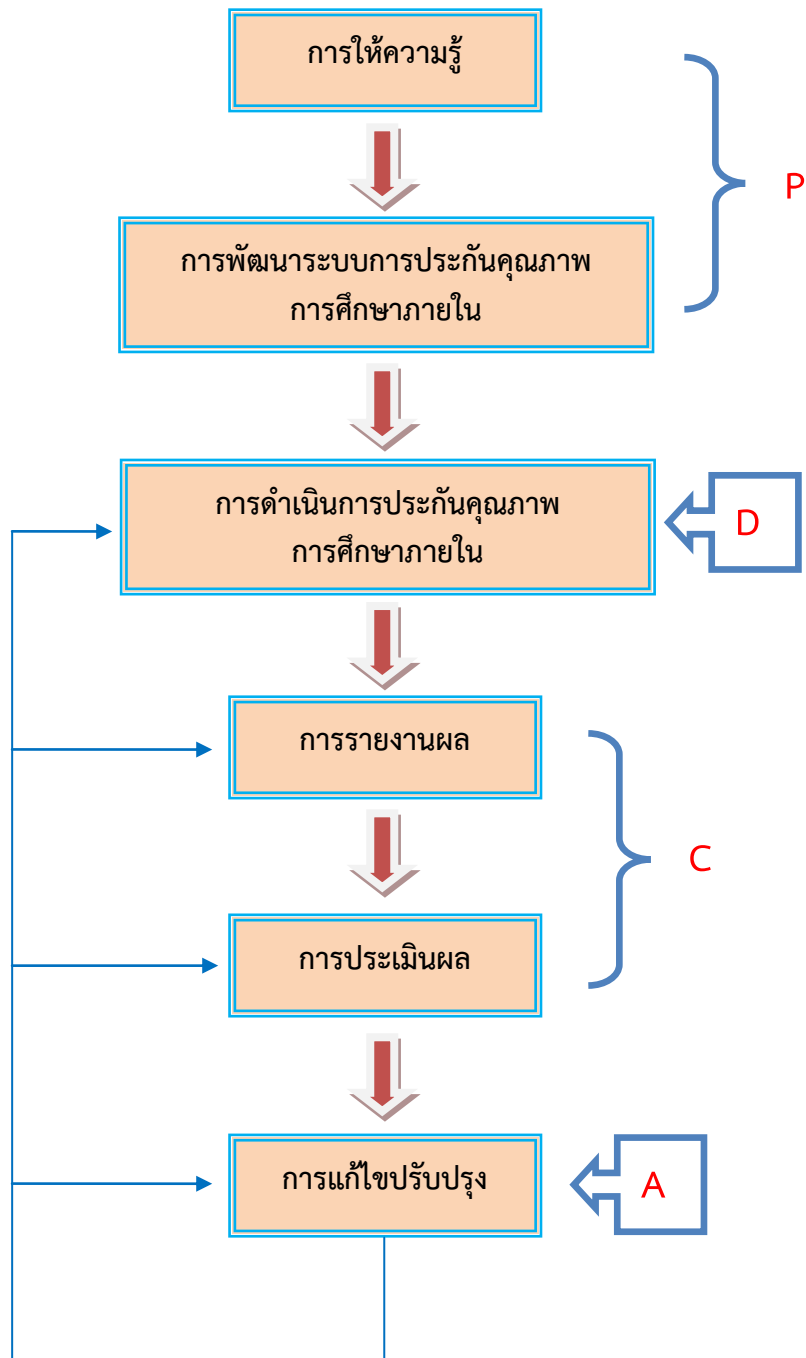 การให้ความรู้
P
การพัฒนาระบบการประกันคุณภาพ
การศึกษาภายใน
การดำเนินการประกันคุณภาพ
การศึกษาภายใน
D
การรายงานผล
C
การประเมินผล
การแก้ไขปรับปรุง
A